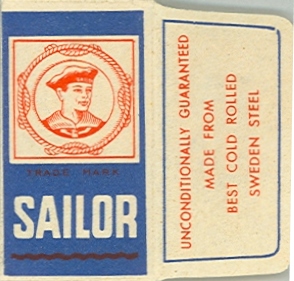 TRADE MARK
SAILOR
UNCONDITIONALLY GUARANTEED
MADE FROM
BEST COLD ROLLED
SWEDEN STEEL